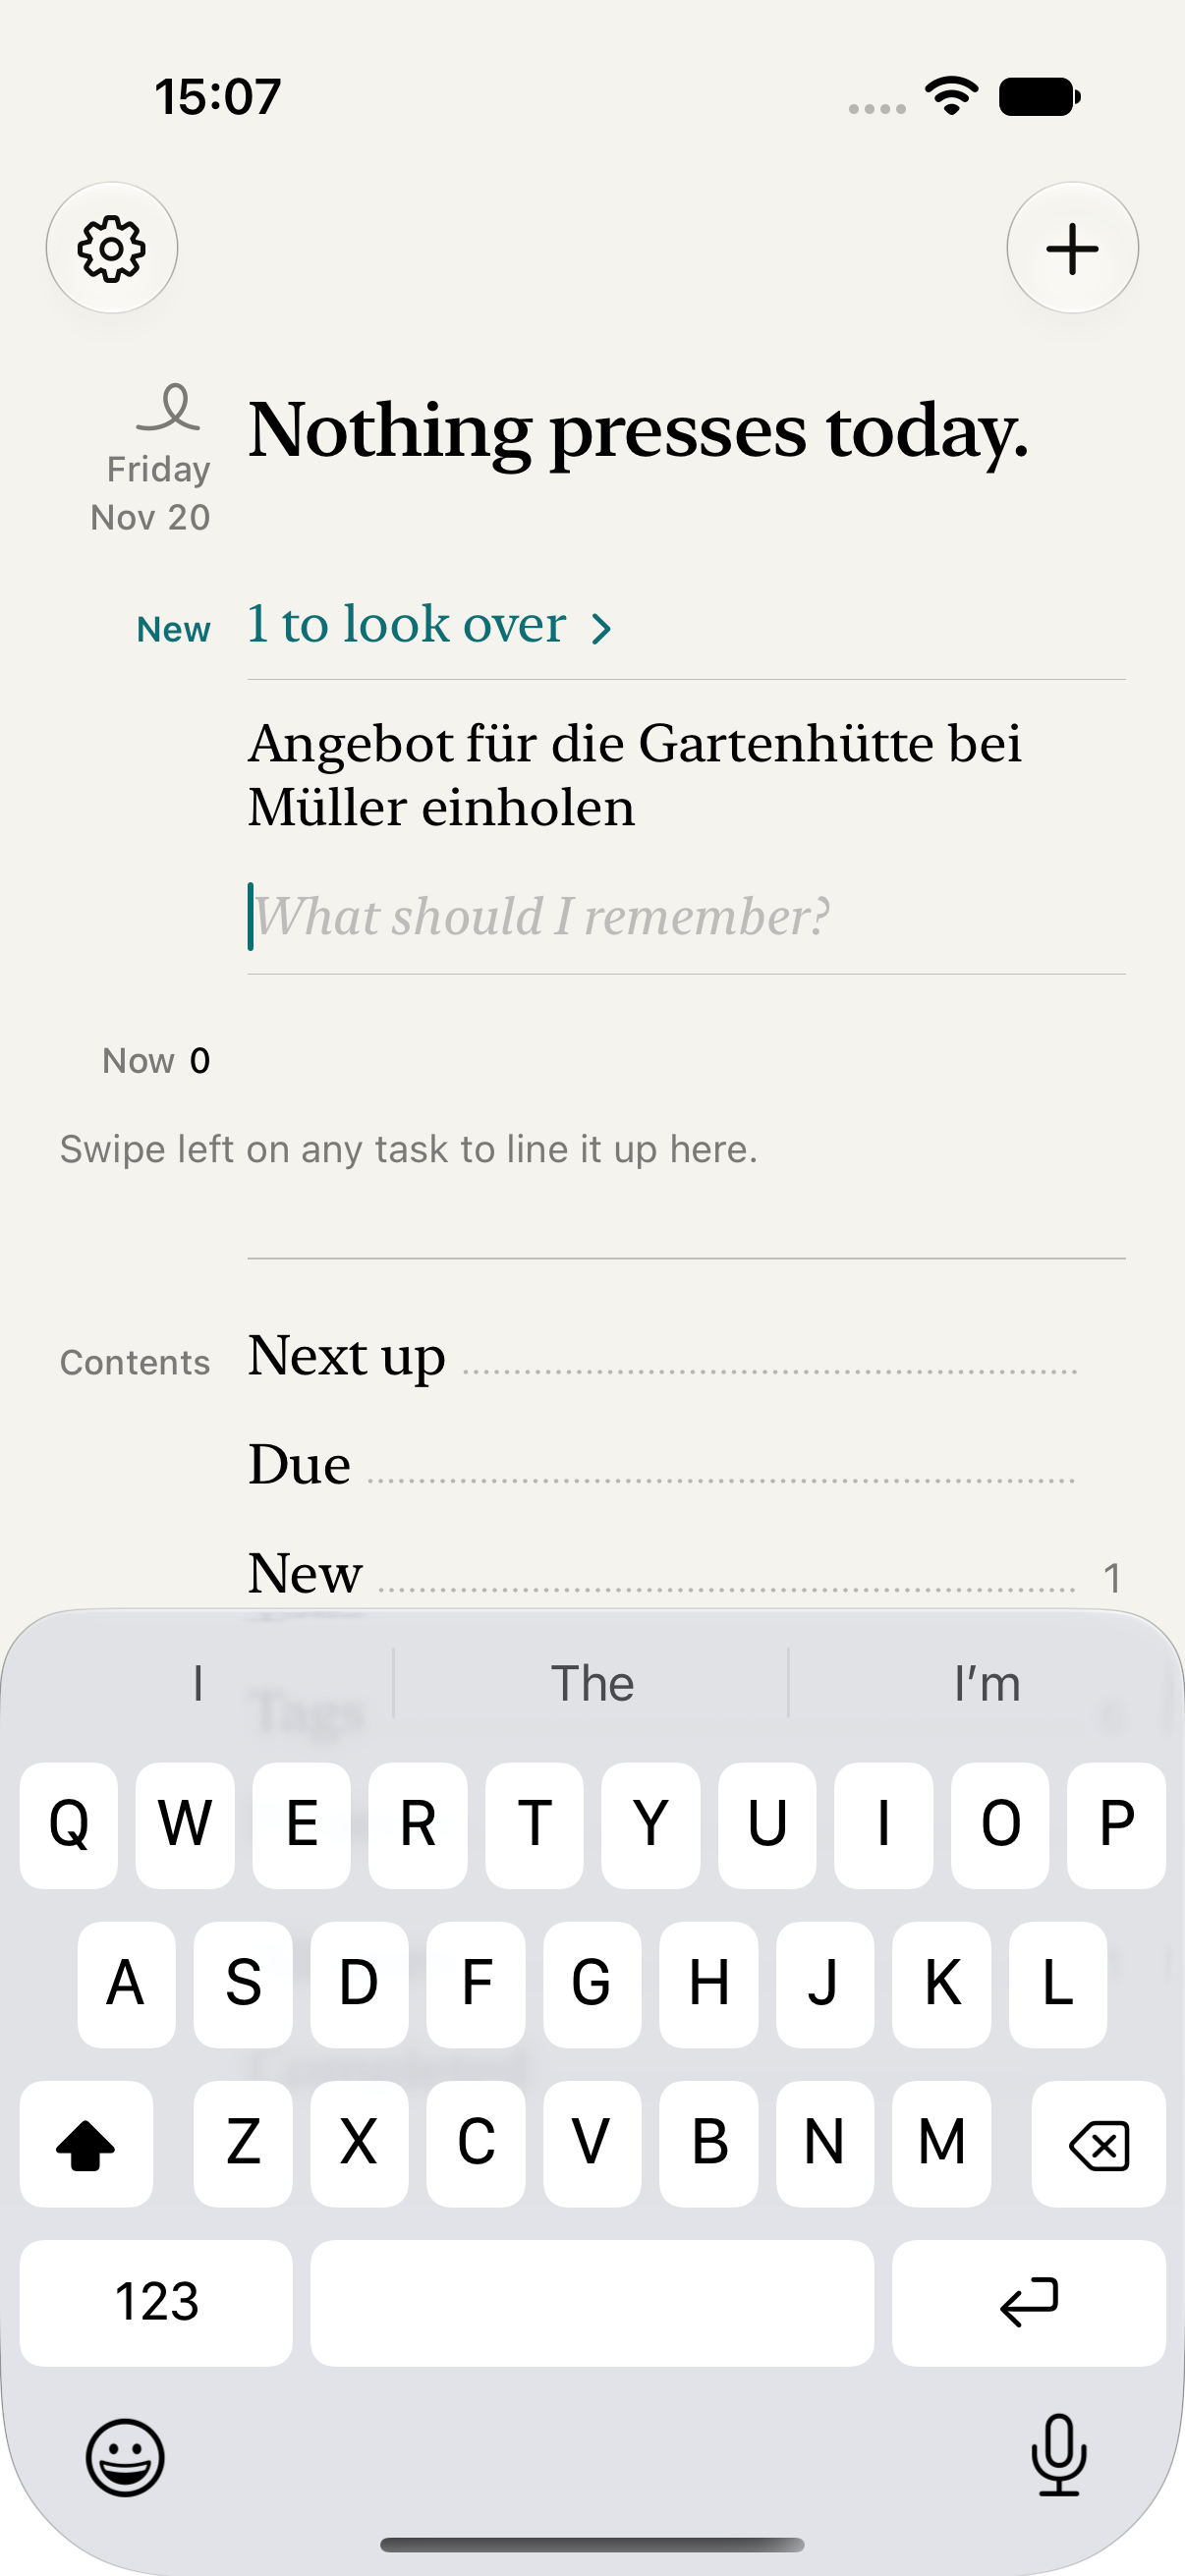 15:07
Nothing presses today.
Friday
Nov 20
New 1 to look over
Angebot für die Gartenhütte bei
Müller einholen
What should I remember?
Now 0
Swipe left on any task to line it up here.
Contents Next up
Due
New 1
I The I’m
Tags
Q W E R T Y U I O P
A S D F G H J K L
Completed
Z X C V B N M
123